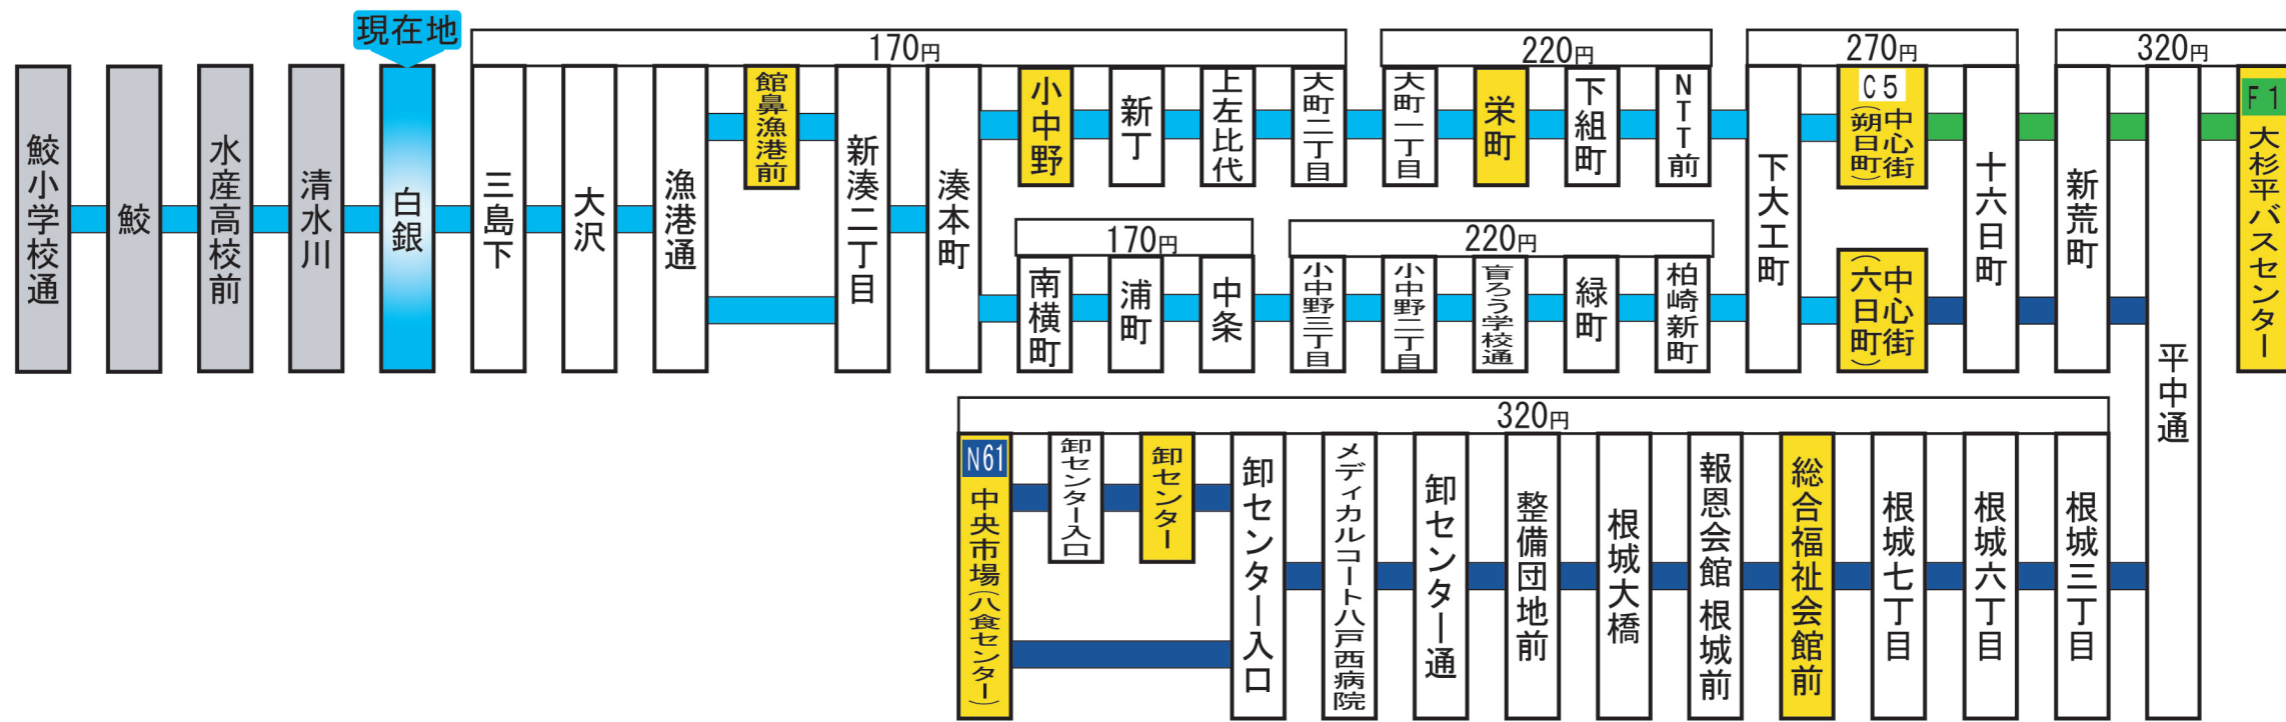 現在地
170円
220円
270円
320円
鮫小学校通
鮫
水産高校前
清水川
白銀
三島下
大沢
漁港通
館鼻漁港前
新湊二丁目
湊本町
小中野
新丁
上左比代
大町二丁目
大町一丁目
栄町
下組町
NTT前
下大工町
C5
中心街
(朔日町)
十六日町
新荒町
平中通
F1
大杉平バスセンター
170円
220円
南横町
浦町
中条
小中野三丁目
小中野二丁目
盲ろう学校通
緑町
柏崎新町
中心街
(六日町)
320円
N61
中央市場(八食センター)
卸センター入口
卸センター
卸センター入口
メディカルコート八戸西病院
卸センター通
整備団地前
根城大橋
報恩会館 根城前
総合福祉会館前
根城七丁目
根城六丁目
根城三丁目